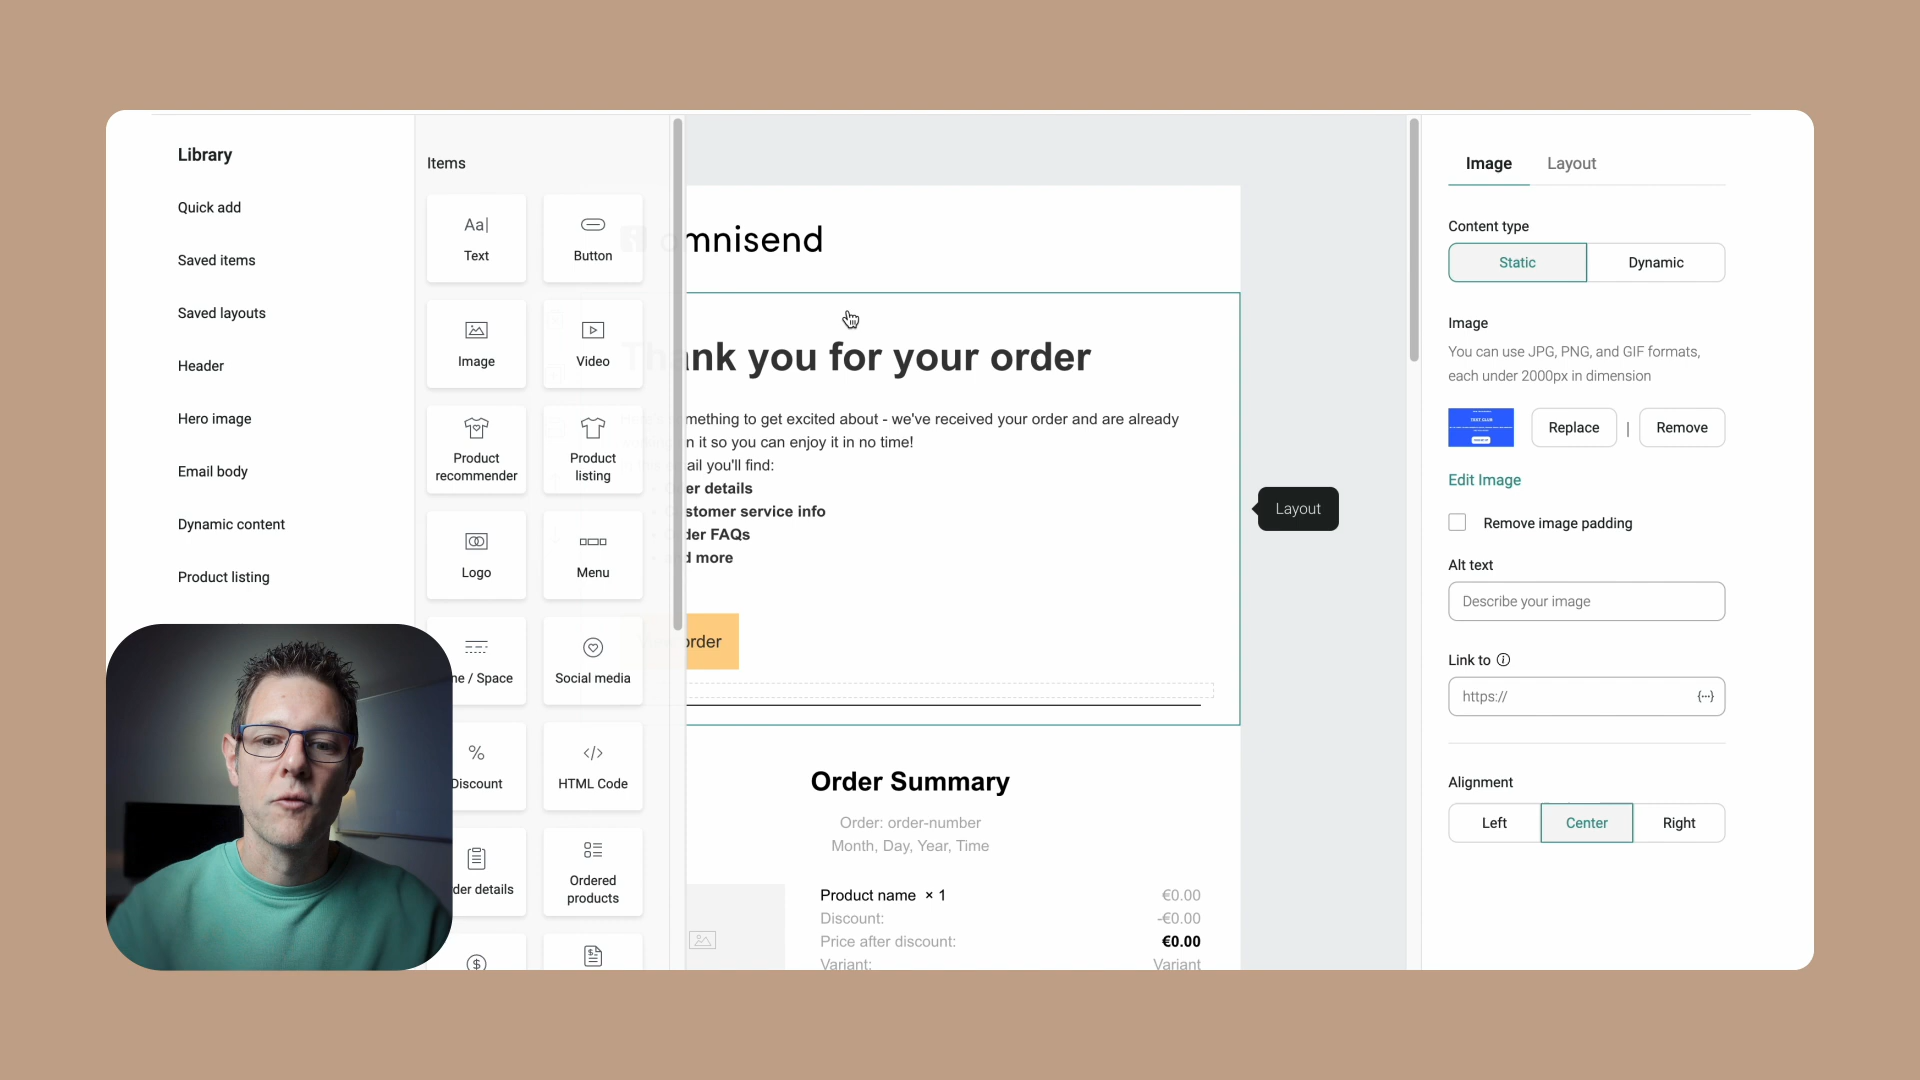 Library
Quick add
Saved items
Saved layouts
Header
Hero image
Email body
Dynamic content
Product listing
Items
Aa|
Text
Button
Image
Video
Product
recommender
Product
listing
Logo
Menu
ne / Space
Social media
%
Discount
</>
HTML Code
der details
Ordered
products
omnisend
Thank you for your order
mething to get excited about - we've received your order and are already
n it so you can enjoy it in no time!
ail you'll find:
er details
stomer service info
der FAQs
d more
order
Order Summary
Order: order-number
Month, Day, Year, Time
Product name × 1 €0.00
Discount: -€0.00
Price after discount: €0.00
Variant: Variant
Layout
Image Layout
Content type
Static Dynamic
Image
You can use JPG, PNG, and GIF formats,
each under 2000px in dimension
Replace | Remove
Edit Image
Remove image padding
Alt text
Describe your image
Link to
https://
Alignment
Left Center Right